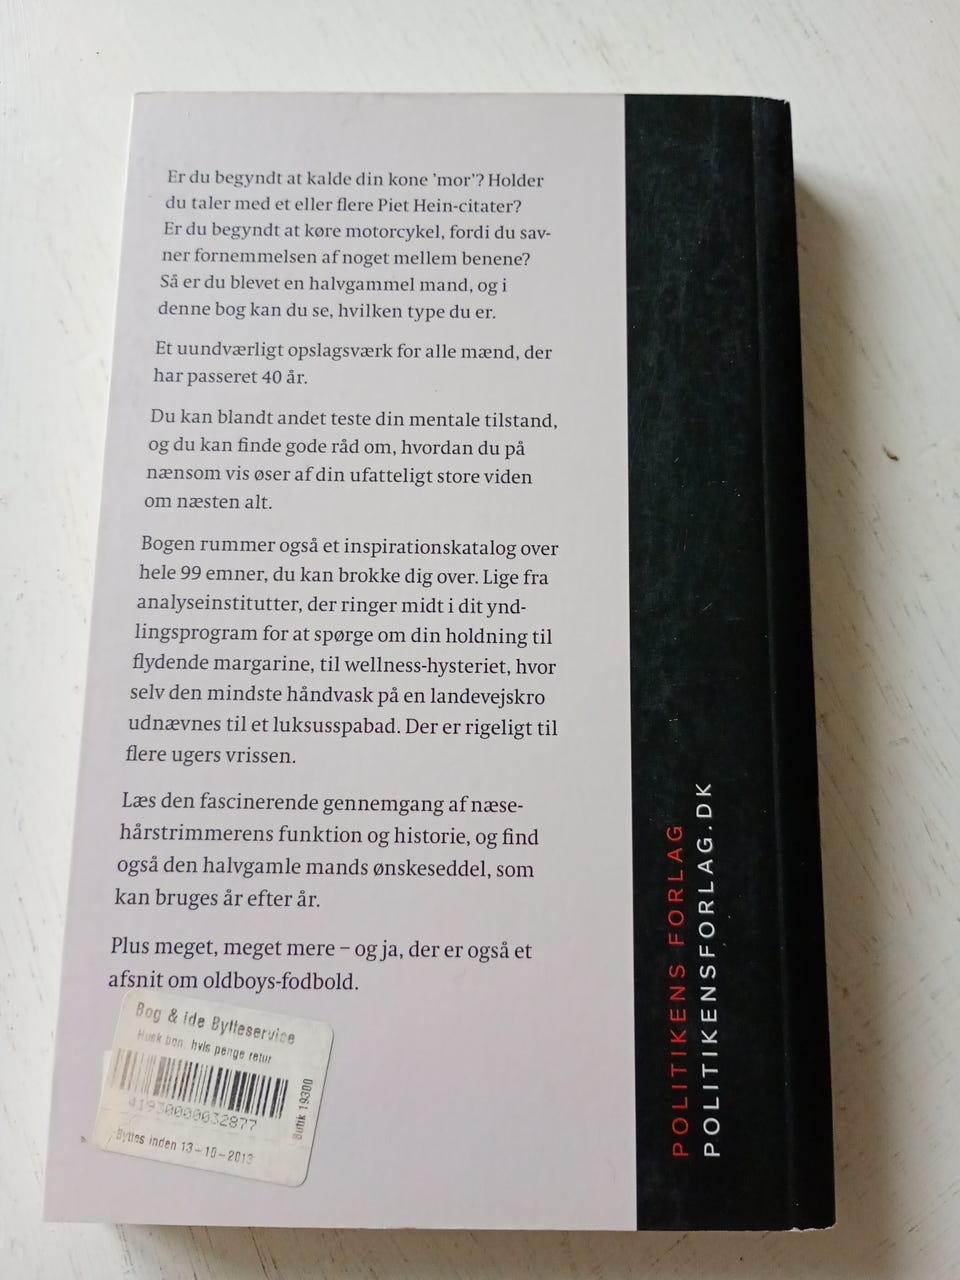 Er du begyndt at kalde din kone 'mor'? Holder
du taler med et eller flere Piet Hein-citater?
Er du begyndt at køre motorcykel, fordi du sav-
ner fornemmelsen af noget mellem benene?
Så er du blevet en halvgammel mand, og i
denne bog kan du se, hvilken type du er.
Et uundværligt opslagsværk for alle mænd, der
har passeret 40 år.
Du kan blandt andet teste din mentale tilstand,
og du kan finde gode råd om, hvordan du på
nænsom vis øser af din ufatteligt store viden
om næsten alt.
Bogen rummer også et inspirationskatalog over
hele 99 emner, du kan brokke dig over. Lige fra
analyseinstitutter, der ringer midt i dit ynd-
lingsprogram for at spørge om din holdning til
flydende margarine, til wellness-hysteriet, hvor
selv den mindste håndvask på en landevejskro
udnævnes til et luksusspabad. Der er rigeligt til
flere ugers vrissen.
Læs den fascinerende gennemgang af næse-
hårstrimmerens funktion og historie, og find
også den halvgamle mands ønskeseddel, som
kan bruges år efter år.
Plus meget, meget mere – og ja, der er også et
afsnit om oldboys-fodbold.
Bog & ide Bytteservice
Husk bon, hvis penge retur
4193000032877
Butik 19300
Byttes inden 13-10-2013
POLITIKENS FORLAG
POLITIKENSFORLAG.DK